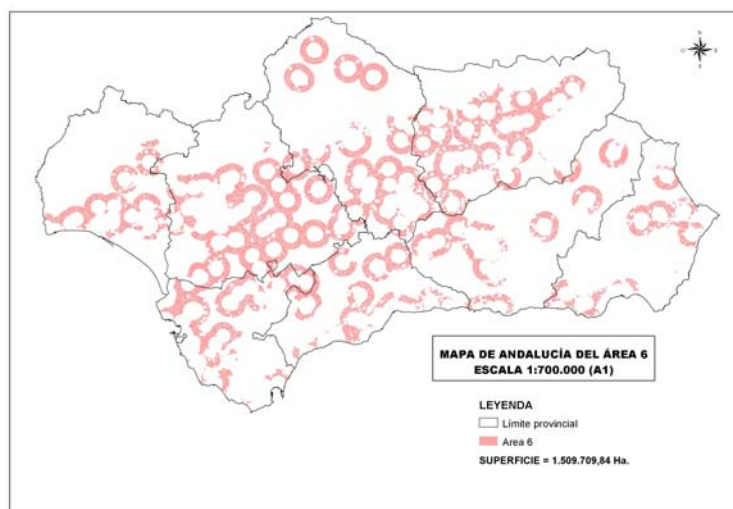 MAPA DE ANDALUCÍA DEL ÁREA 6
ESCALA 1:700.000 (A1)
LEYENDA
Límite provincial
Area 6
SUPERFICIE = 1.509.709,84 Ha.